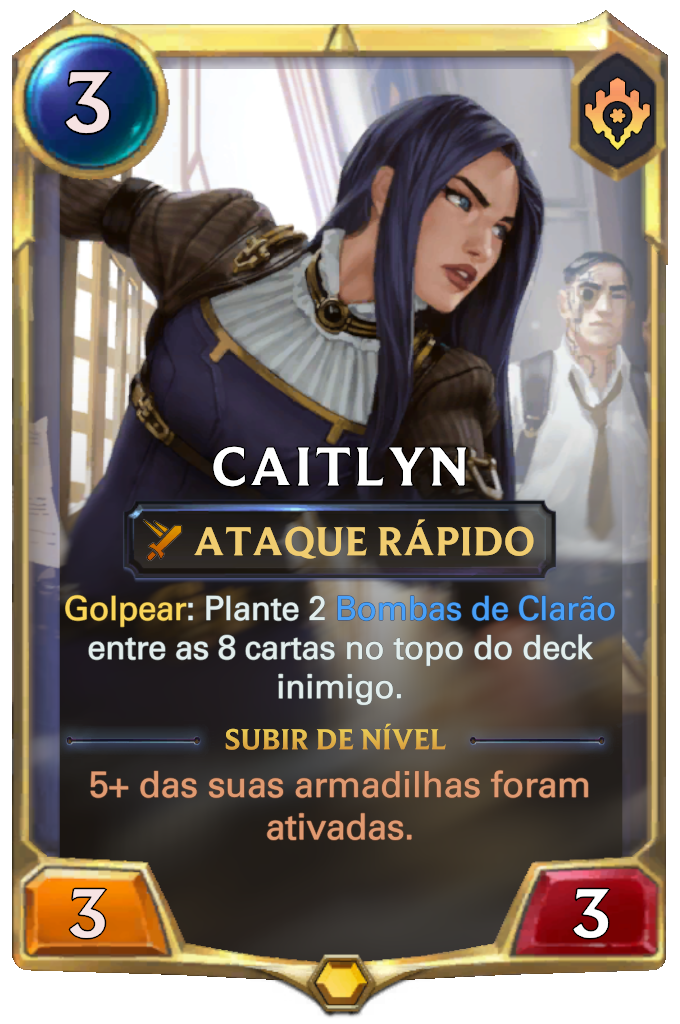 3
CAITLYN
ATAQUE RÁPIDO
Golpear: Plante 2 Bombas de Clarão
entre as 8 cartas no topo do deck
inimigo.
SUBIR DE NÍVEL
5+ das suas armadilhas foram
ativadas.
3
3